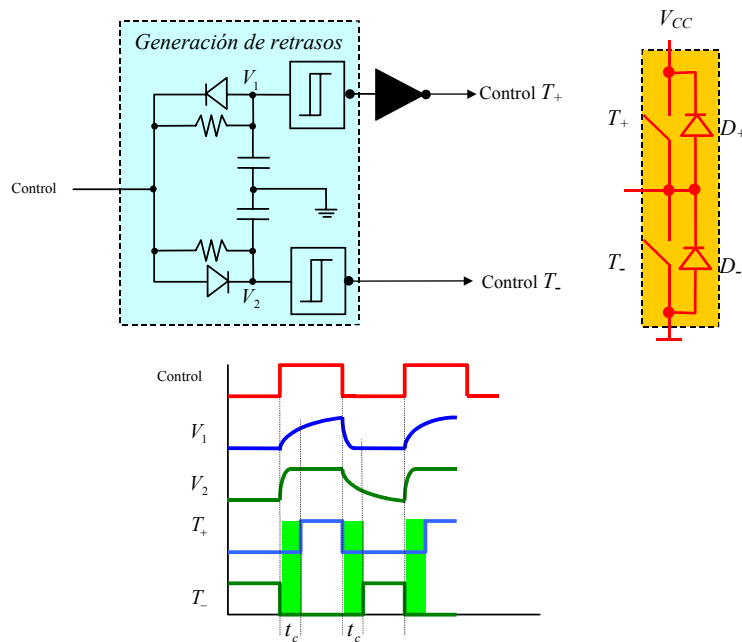 Generación de retrasos
V1
Control T+
Control
V2
Control T-
VCC
T+
D+
T-
D-
Control
V1
V2
T+
T-
tc
tc